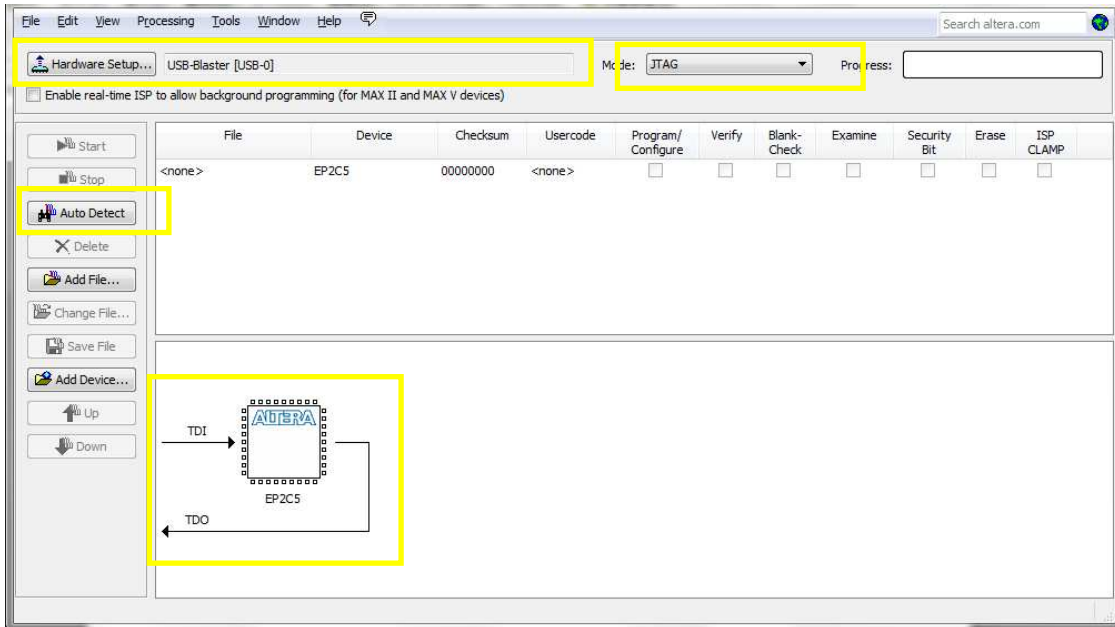 File Edit View Processing Tools Window Help Search altera.com
Hardware Setup... USB-Blaster [USB-0] Mode: JTAG Progress:
Enable real-time ISP to allow background programming (for MAX II and MAX V devices)
Start
Stop
Auto Detect
Delete
Add File...
Change File...
Save File
Add Device...
Up
Down
File Device Checksum Usercode Program/ Configure Verify Blank- Check Examine Security Bit Erase ISP CLAMP
<none> EP2C5 00000000 <none>
ALTERA
TDI
EP2C5
TDO